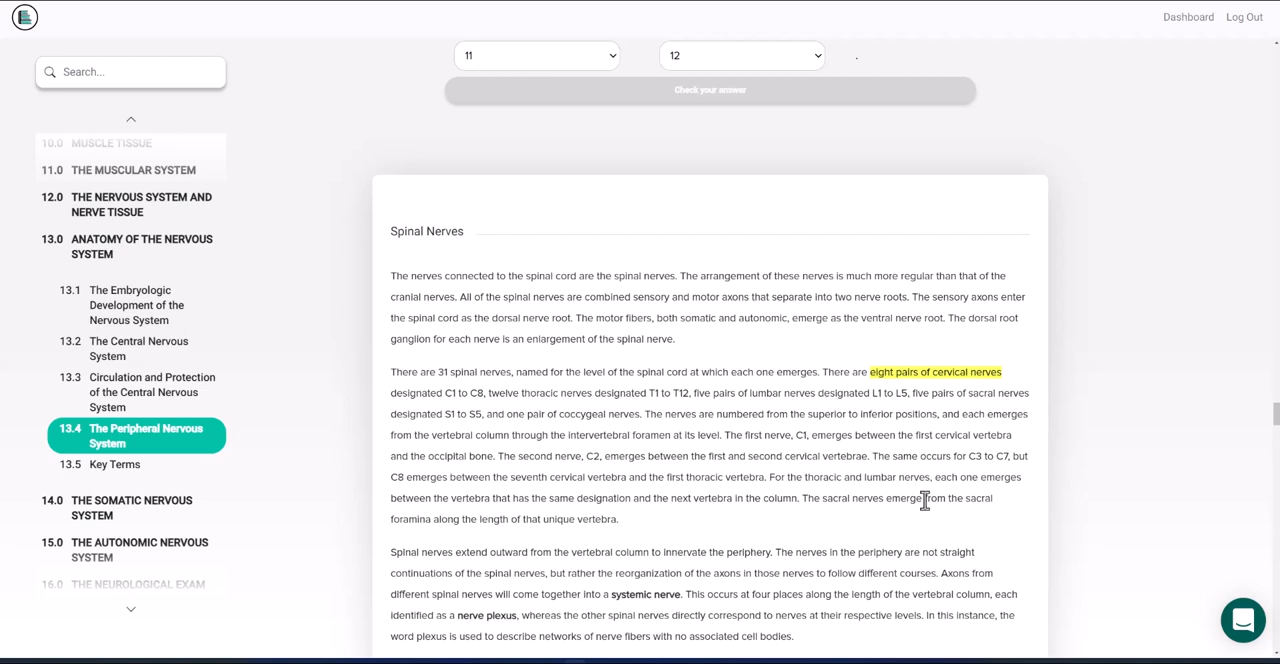 Dashboard Log Out
11 12 .
Check your answer
Search...
10.0 MUSCLE TISSUE
11.0 THE MUSCULAR SYSTEM
12.0 THE NERVOUS SYSTEM AND
NERVE TISSUE
13.0 ANATOMY OF THE NERVOUS
SYSTEM
13.1 The Embryologic
Development of the
Nervous System
13.2 The Central Nervous
System
13.3 Circulation and Protection
of the Central Nervous
System
13.4 The Peripheral Nervous
System
13.5 Key Terms
14.0 THE SOMATIC NERVOUS
SYSTEM
15.0 THE AUTONOMIC NERVOUS
SYSTEM
16.0 THE NEUROLOGICAL EXAM
Spinal Nerves
The nerves connected to the spinal cord are the spinal nerves. The arrangement of these nerves is much more regular than that of the
cranial nerves. All of the spinal nerves are combined sensory and motor axons that separate into two nerve roots. The sensory axons enter
the spinal cord as the dorsal nerve root. The motor fibers, both somatic and autonomic, emerge as the ventral nerve root. The dorsal root
ganglion for each nerve is an enlargement of the spinal nerve.
There are 31 spinal nerves, named for the level of the spinal cord at which each one emerges. There are eight pairs of cervical nerves
designated C1 to C8, twelve thoracic nerves designated T1 to T12, five pairs of lumbar nerves designated L1 to L5, five pairs of sacral nerves
designated S1 to S5, and one pair of coccygeal nerves. The nerves are numbered from the superior to inferior positions, and each emerges
from the vertebral column through the intervertebral foramen at its level. The first nerve, C1, emerges between the first cervical vertebra
and the occipital bone. The second nerve, C2, emerges between the first and second cervical vertebrae. The same occurs for C3 to C7, but
C8 emerges between the seventh cervical vertebra and the first thoracic vertebra. For the thoracic and lumbar nerves, each one emerges
between the vertebra that has the same designation and the next vertebra in the column. The sacral nerves emerge from the sacral
foramina along the length of that unique vertebra.
Spinal nerves extend outward from the vertebral column to innervate the periphery. The nerves in the periphery are not straight
continuations of the spinal nerves, but rather the reorganization of the axons in those nerves to follow different courses. Axons from
different spinal nerves will come together into a systemic nerve. This occurs at four places along the length of the vertebral column, each
identified as a nerve plexus, whereas the other spinal nerves directly correspond to nerves at their respective levels. In this instance, the
word plexus is used to describe networks of nerve fibers with no associated cell bodies.